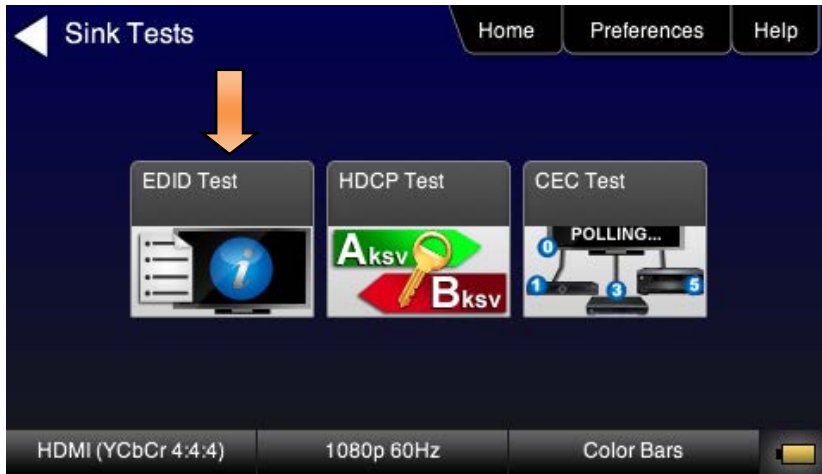 Sink Tests
Home
Preferences
Help
EDID Test
HDCP Test
CEC Test
i
Aksv
Bksv
POLLING...
0
1
3
5
HDMI (YCbCr 4:4:4)
1080p 60Hz
Color Bars